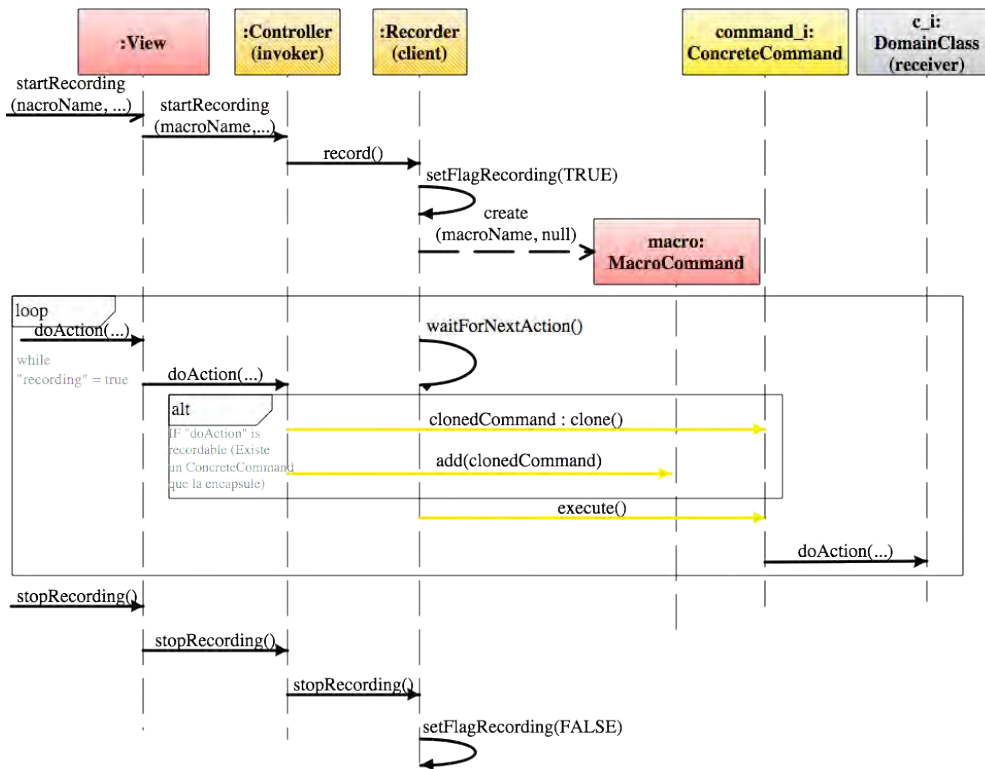 :View
:Controller
(invoker)
:Recorder
(client)
command_i:
ConcreteCommand
c_i:
DomainClass
(receiver)
startRecording
(nacroName, ...)
startRecording
(macroName,...)
record()
setFlagRecording(TRUE)
create
(macroName, null)
macro:
MacroCommand
loop
doAction(...)
waitForNextAction()
while
"recording" = true
doAction(...)
alt
IF "doAction" is
recordable (Existe
un ConcreteCommand
que la encapsule)
clonedCommand : clone()
add(clonedCommand)
execute()
doAction(...)
stopRecording()
stopRecording()
stopRecording()
setFlagRecording(FALSE)